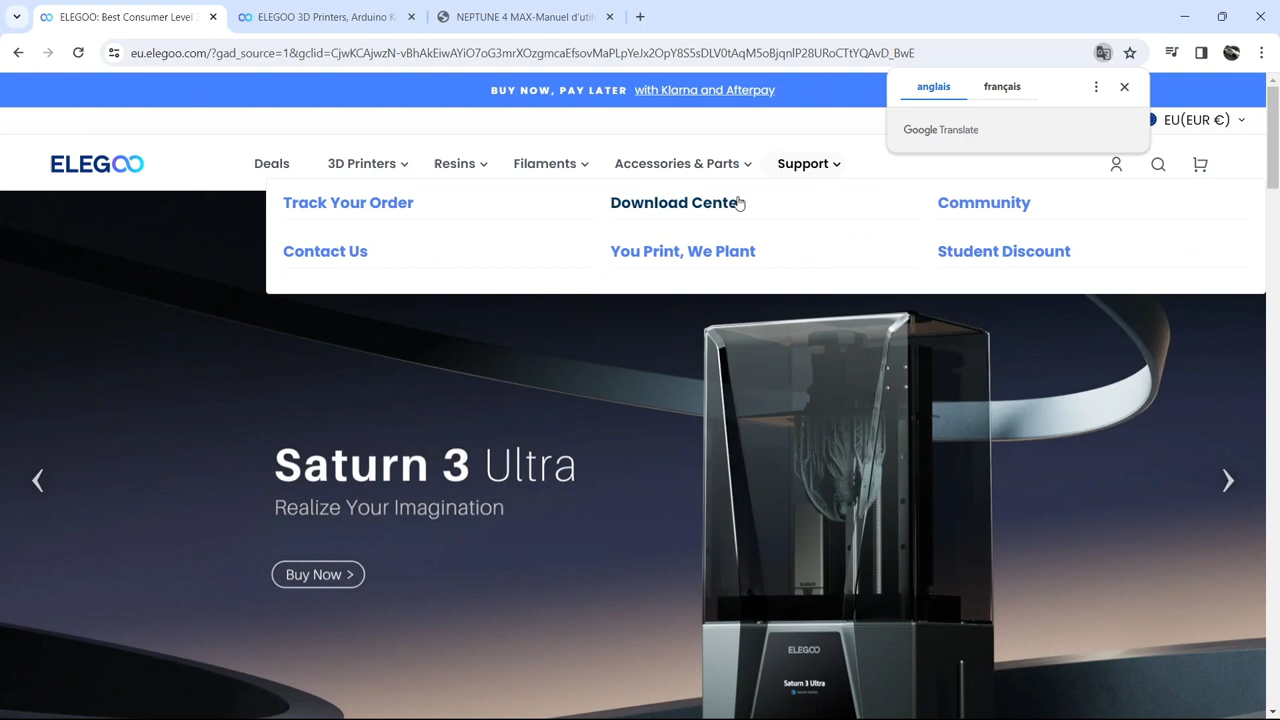 ELEGOO: Best Consumer Level
ELEGOO 3D Printers, Arduino K
NEPTUNE 4 MAX-Manuel d'util
eu.elegoo.com/?gad_source=1&gclid=CjwKCAjwzN-vBhAkEiwAYiO7oG3mtXOzgmcaEfsovMaPLpYeJx2OpY8S5sDLV0tAqM5oBjqnlP28URoCTtYQAvD_BwE
BUY NOW, PAY LATER with Klarna and Afterpay
anglais français
Google Translate
EU(EUR €)
ELEGOO
Deals 3D Printers Resins Filaments Accessories & Parts Support
Track Your Order Download Center Community
Contact Us You Print, We Plant Student Discount
Saturn 3 Ultra
Realize Your Imagination
Buy Now >
ELEGOO
Saturn 3 Ultra